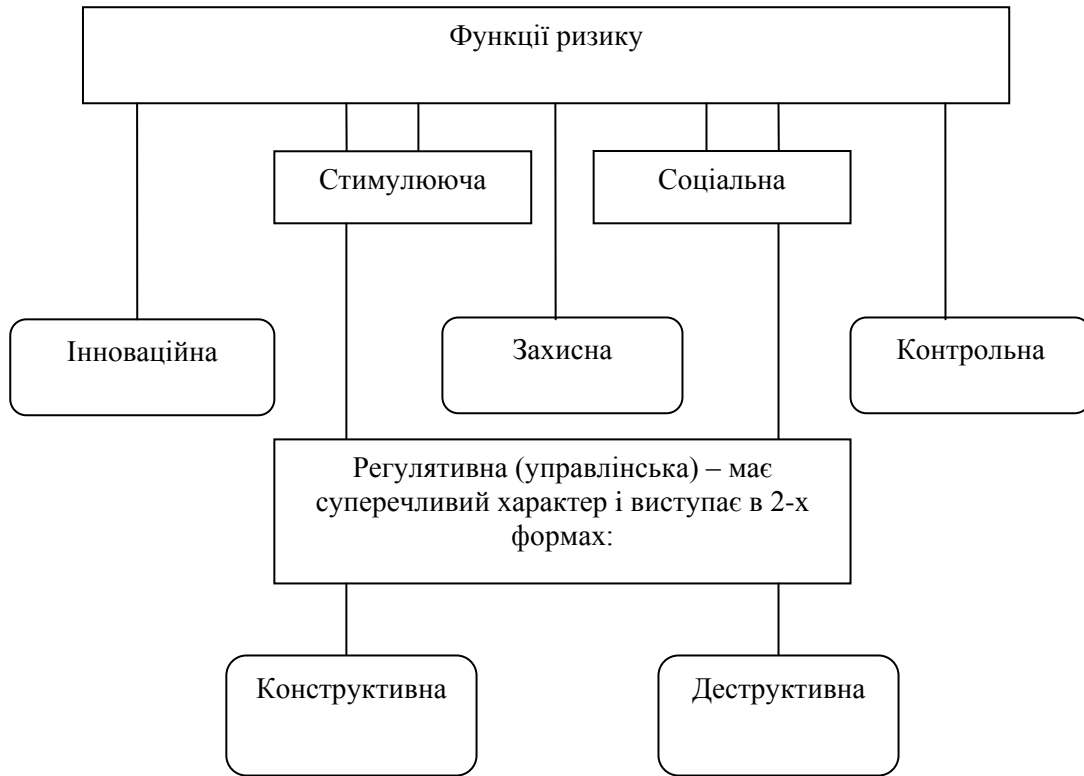 Функції ризику
Стимулююча
Соціальна
Інноваційна
Захисна
Контрольна
Регулятивна (управлінська) – має
суперечливий характер і виступає в 2-х
формах:
Конструктивна
Деструктивна